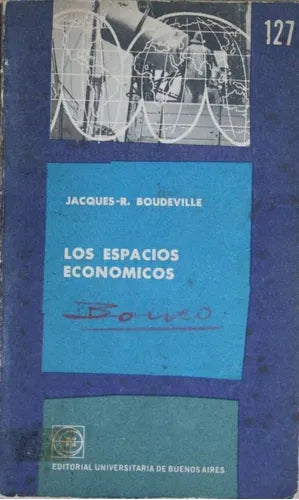 127
JACQUES-R. BOUDEVILLE
LOS ESPACIOS
ECONOMICOS
EDITORIAL UNIVERSITARIA DE BUENOS AIRES